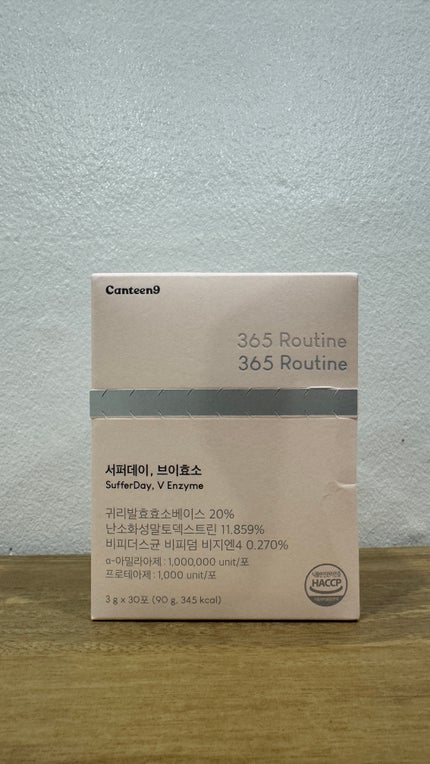 Canteen9
365 Routine
365 Routine
서퍼데이, 브이효소
SufferDay, V Enzyme
귀리발효효소베이스 20%
난소화성말토덱스트린 11.859%
비피더스균 비피덤 비지엔4 0.270%
α-아밀라아제 : 1,000,000 unit/포
프로테아제 : 1,000 unit/포
3 g x 30포 (90 g, 345 kcal)
HACCP